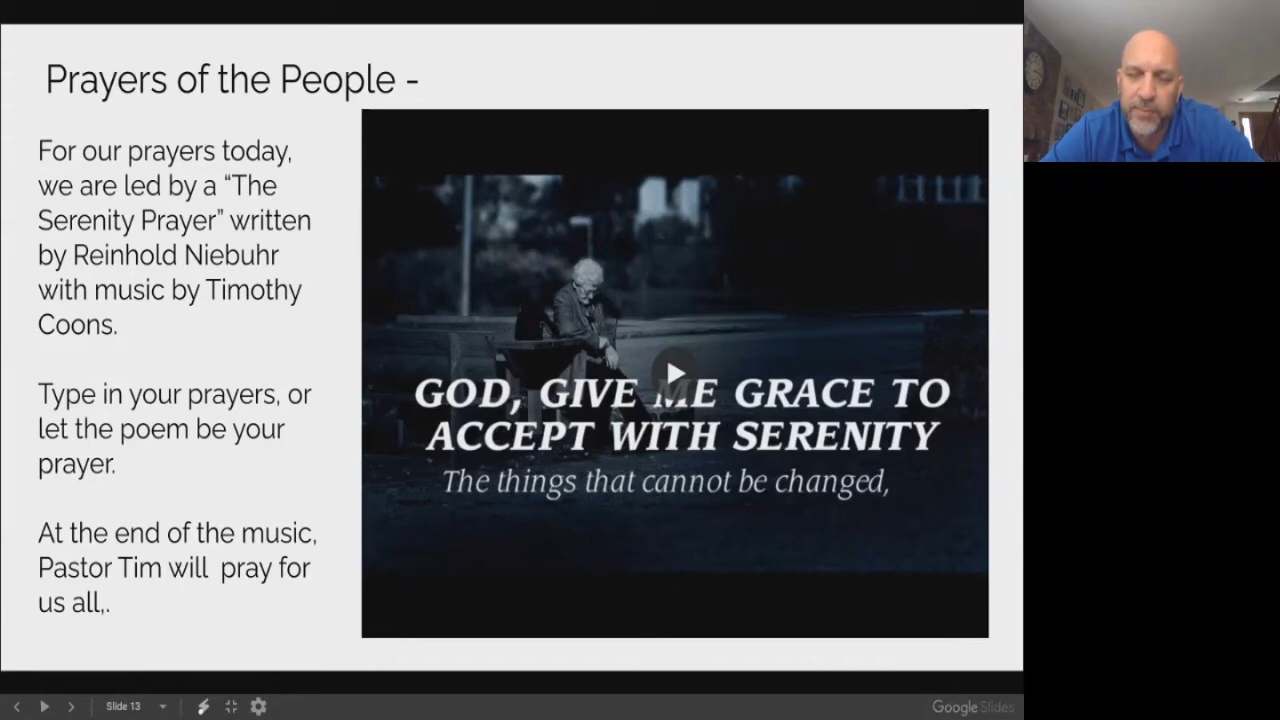 Prayers of the People -
For our prayers today,
we are led by a “The
Serenity Prayer” written
by Reinhold Niebuhr
with music by Timothy
Coons.
Type in your prayers, or
let the poem be your
prayer.
At the end of the music,
Pastor Tim will  pray for
us all,.
GOD, GIVE ME GRACE TO
ACCEPT WITH SERENITY
The things that cannot be changed,
Slide 13
Google Slides